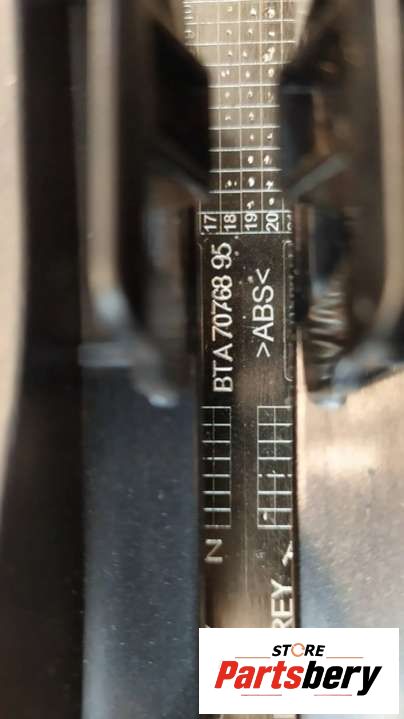 17
18
19
20
BTA 70768 95
>ABS<
N
REY
STORE
Partsbery